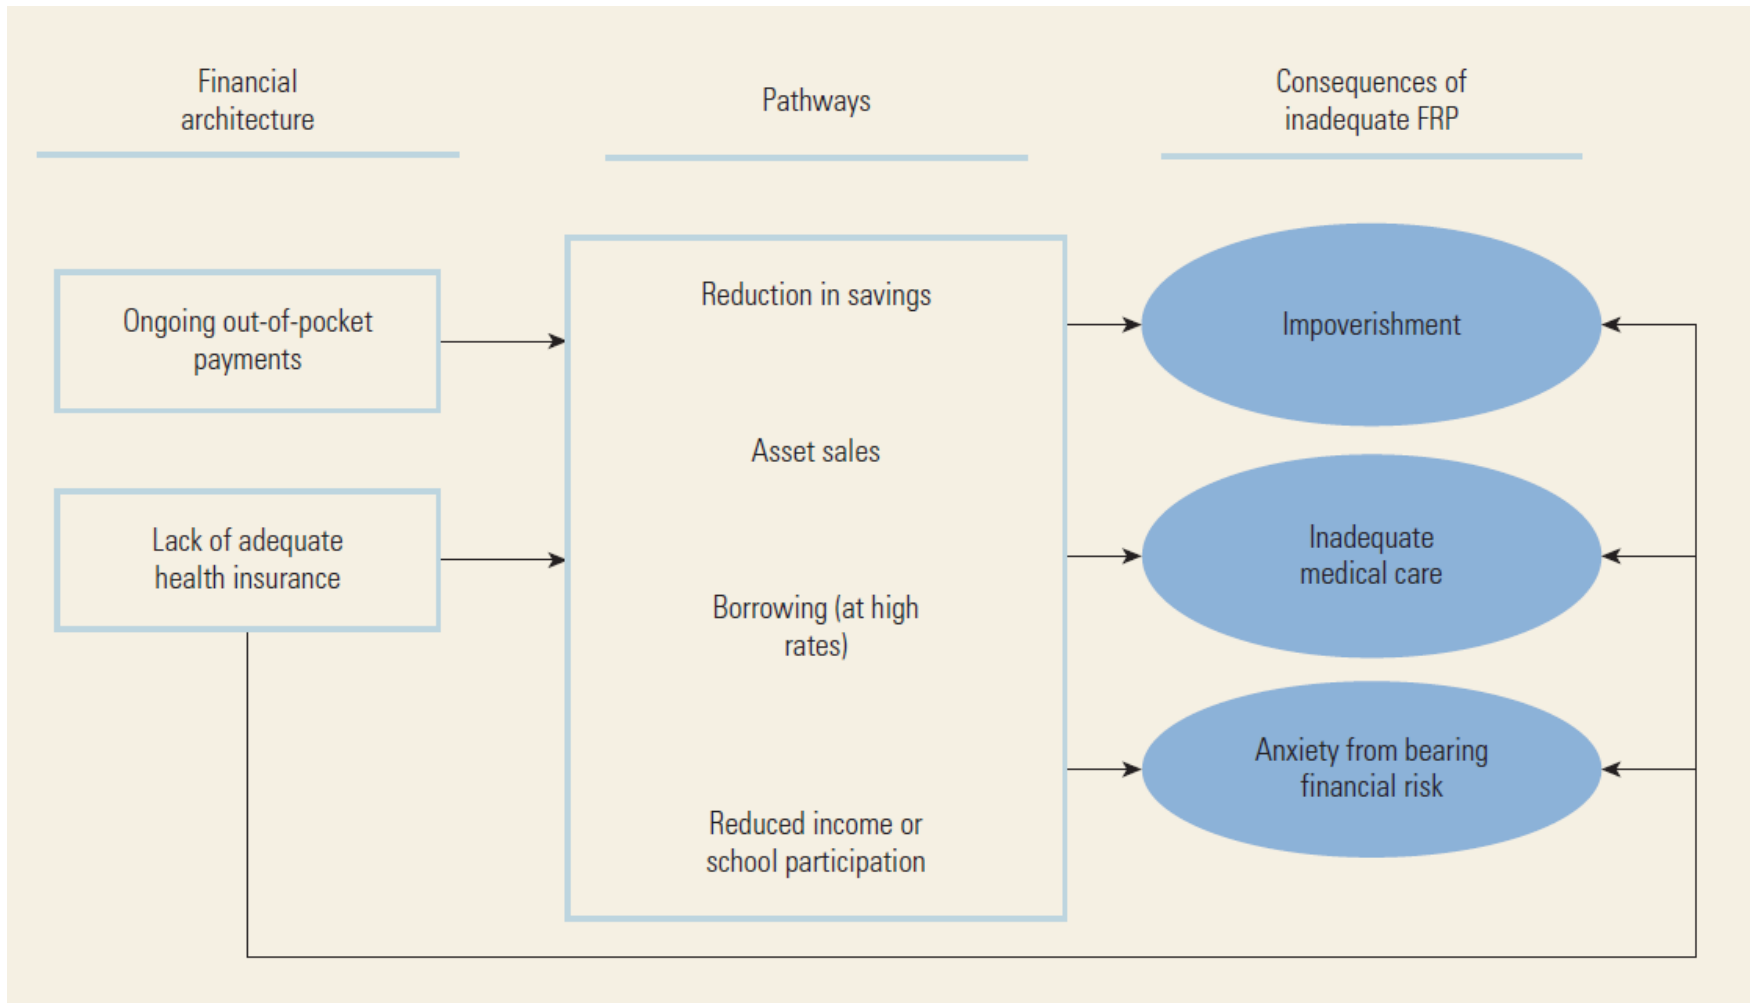 Financial
architecture
Pathways
Consequences of
inadequate FRP
Ongoing out-of-pocket
payments
Lack of adequate
health insurance
Reduction in savings
Asset sales
Borrowing (at high
rates)
Reduced income or
school participation
Impoverishment
Inadequate
medical care
Anxiety from bearing
financial risk